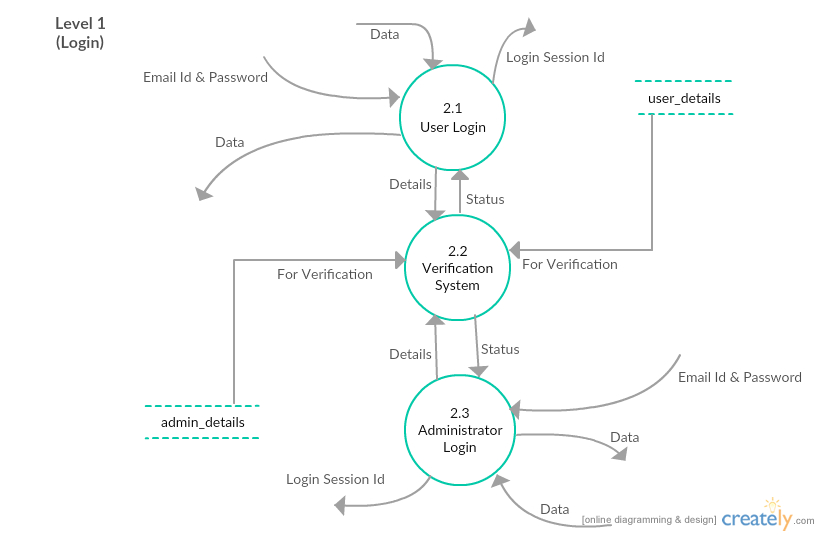 Level 1
(Login)
Data
Login Session Id
Email Id & Password
user_details
2.1
User Login
Data
Details
Status
2.2
Verification
System
For Verification
For Verification
Details
Status
Email Id & Password
2.3
Administrator
Login
admin_details
Data
Login Session Id
Data
[online diagramming & design] creately.com